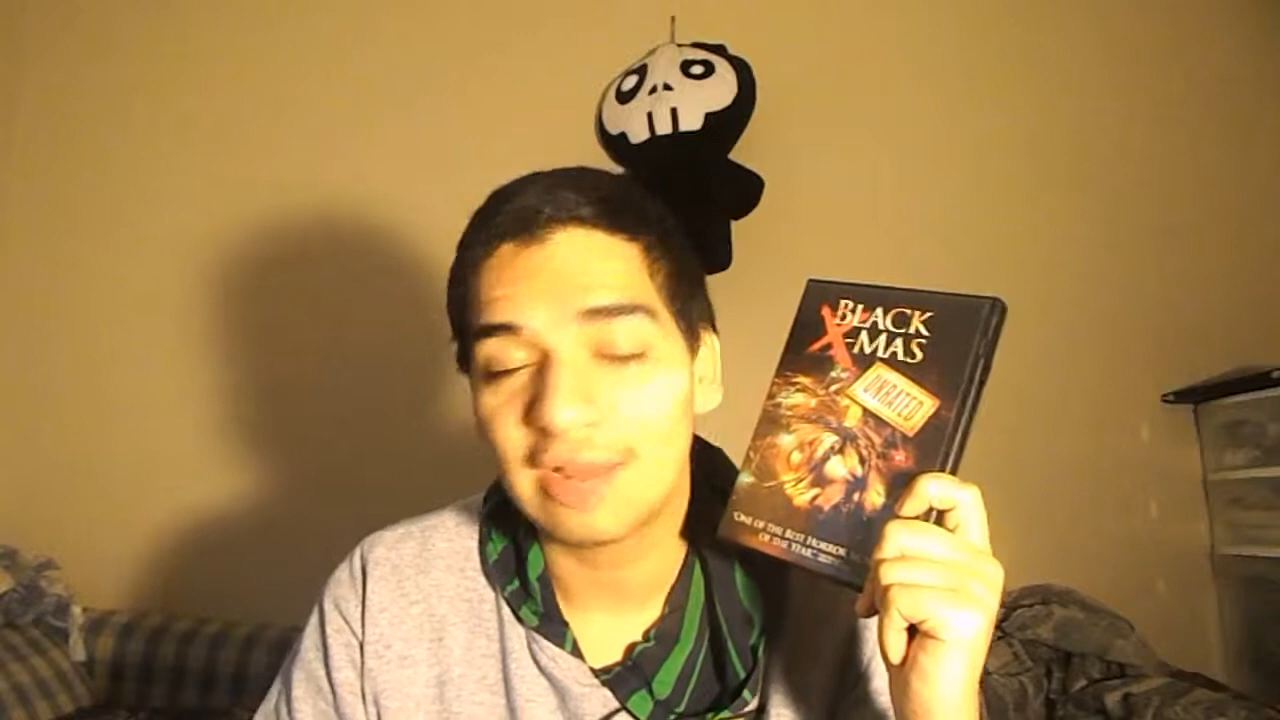 BLACK
X-MAS
UNRATED
"ONE OF THE BEST HORROR
OF THE YEAR"